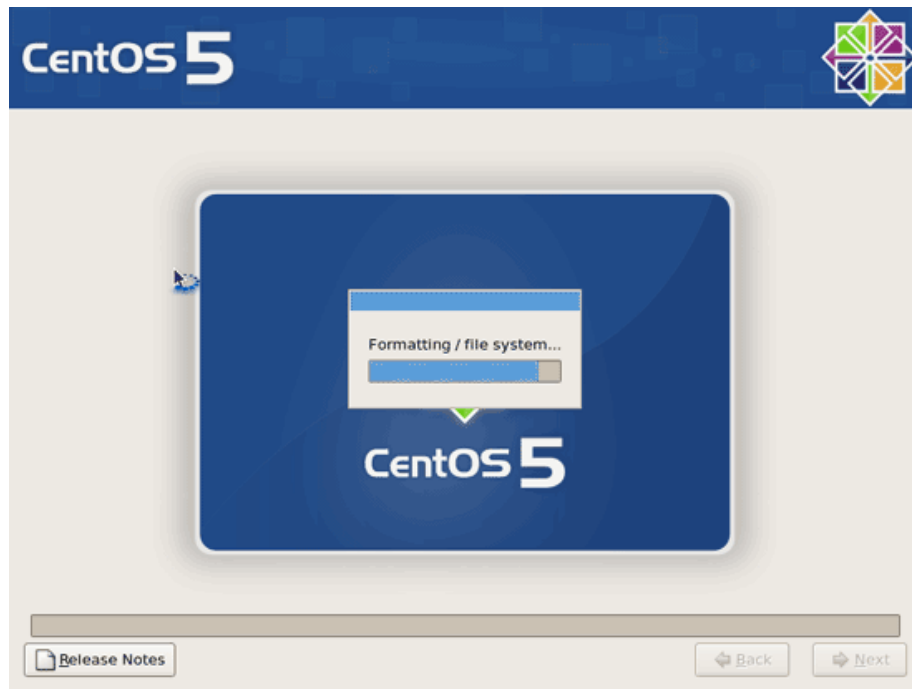 CentOS 5
Formatting / file system...
CentOS 5
Release Notes
Back
Next